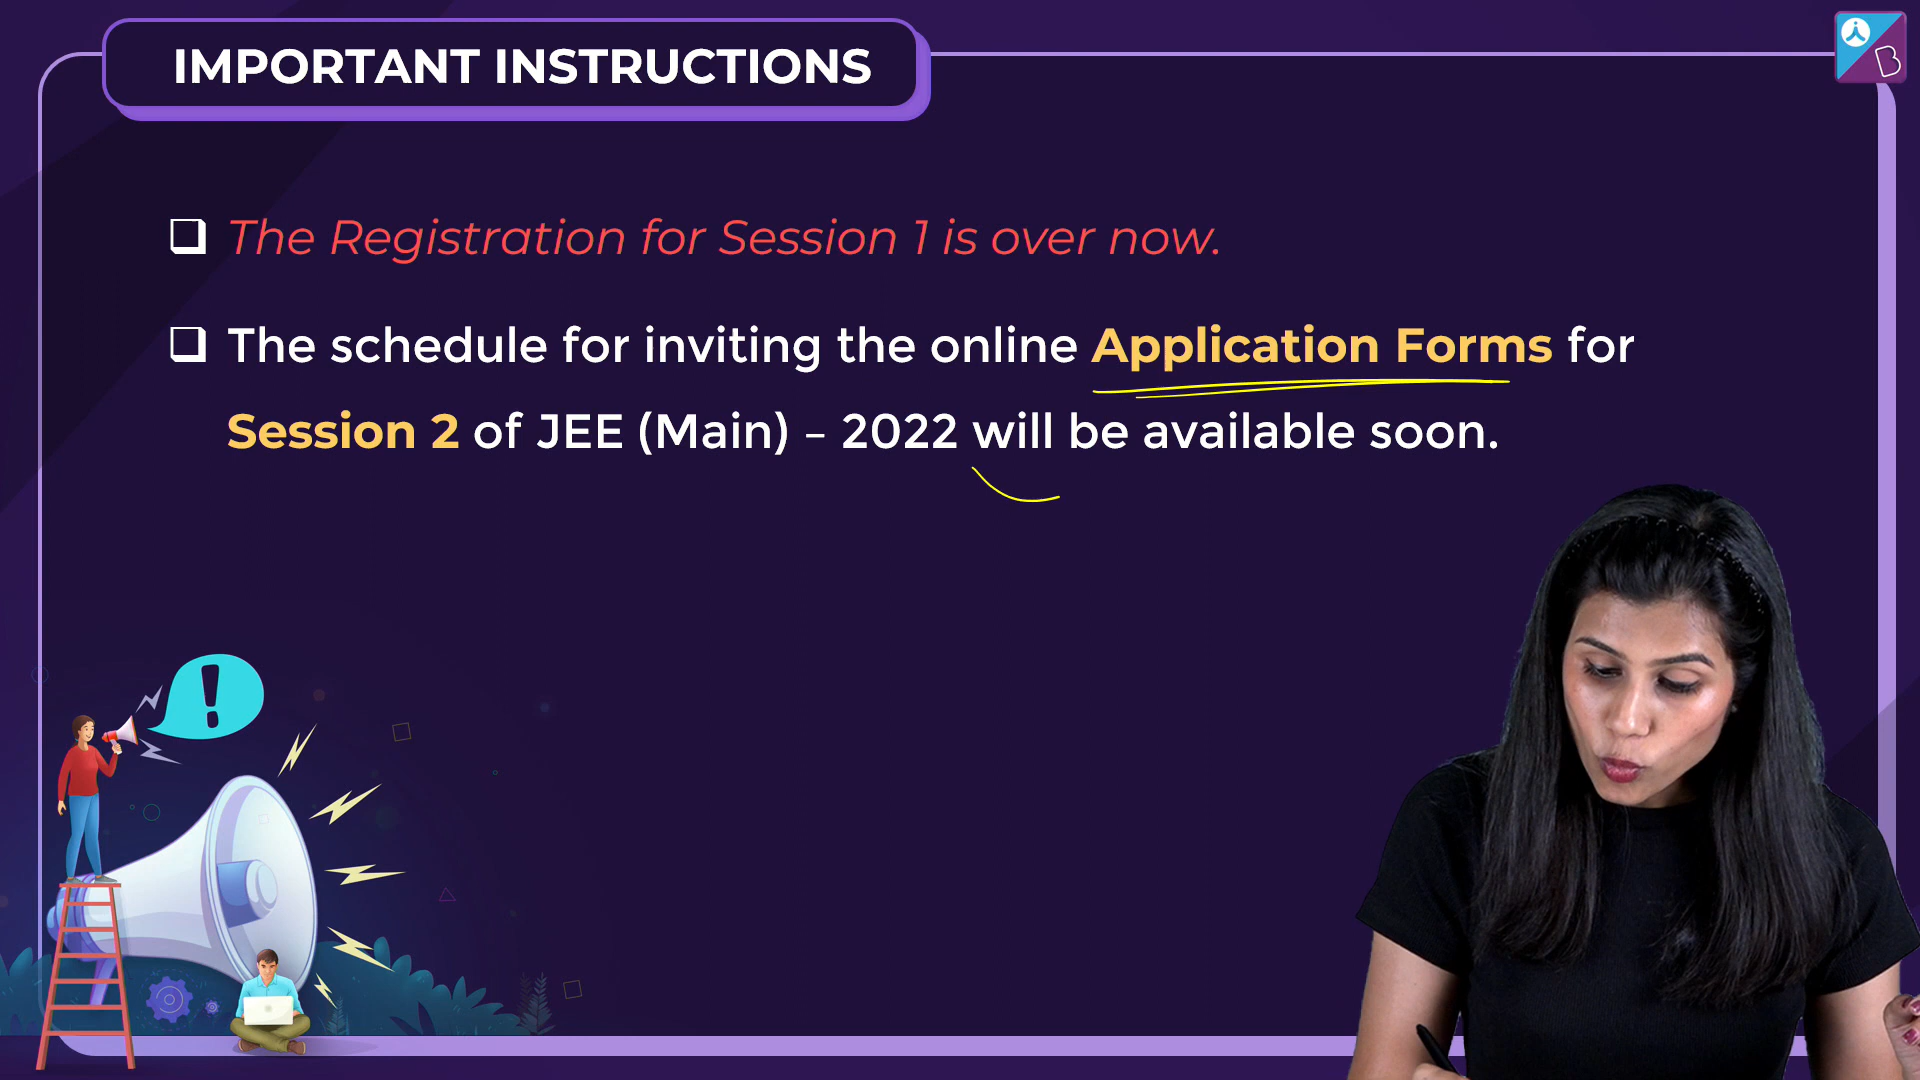 IMPORTANT INSTRUCTIONS
The Registration for Session 1 is over now.
The schedule for inviting the online Application Forms for
Session 2 of JEE (Main) – 2022 will be available soon.
!
B